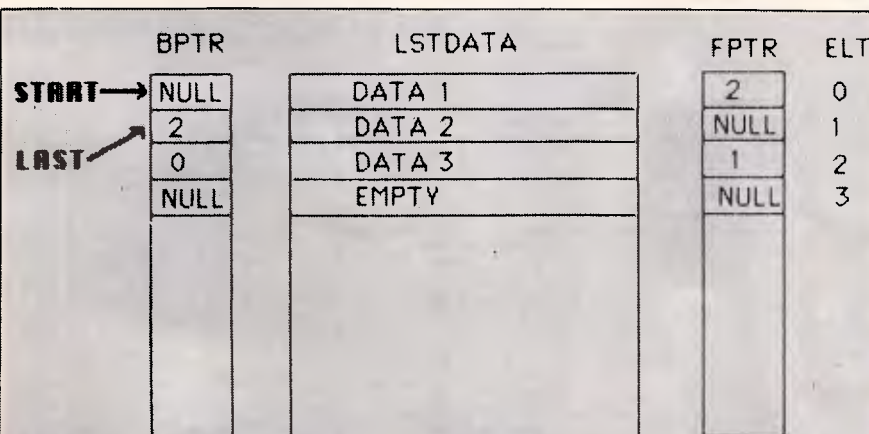 BPTR LSTDATA FPTR ELT
START NULL DATA 1 2 0
2 DATA 2 NULL 1
LAST 0 DATA 3 1 2
NULL EMPTY NULL 3